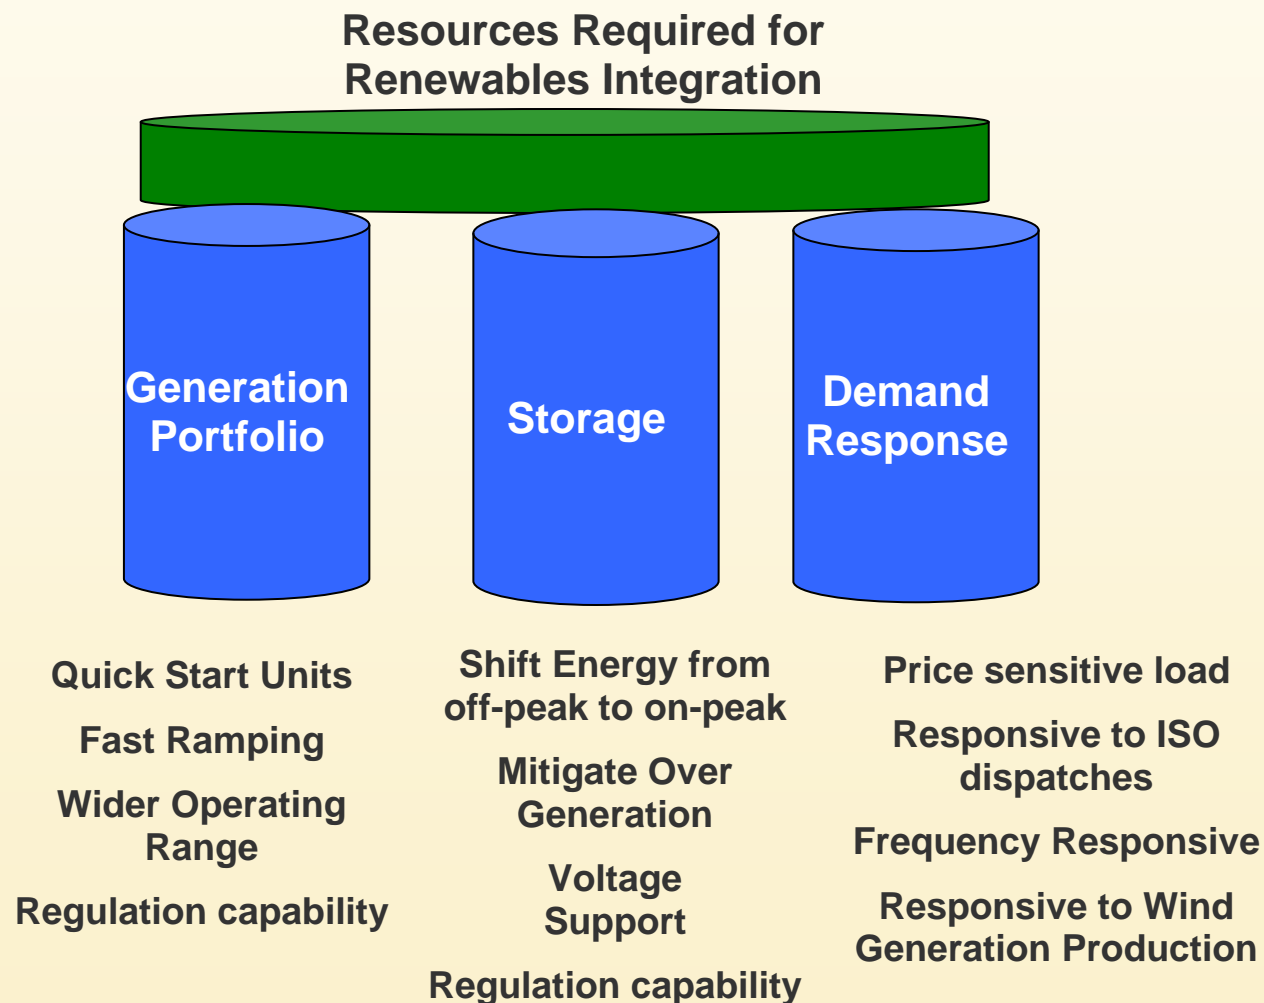 Resources Required for
Renewables Integration
Generation
Portfolio
Storage
Demand
Response
Quick Start Units
Fast Ramping
Wider Operating
Range
Regulation capability
Shift Energy from
off-peak to on-peak
Mitigate Over
Generation
Voltage
Support
Regulation capability
Price sensitive load
Responsive to ISO
dispatches
Frequency Responsive
Responsive to Wind
Generation Production